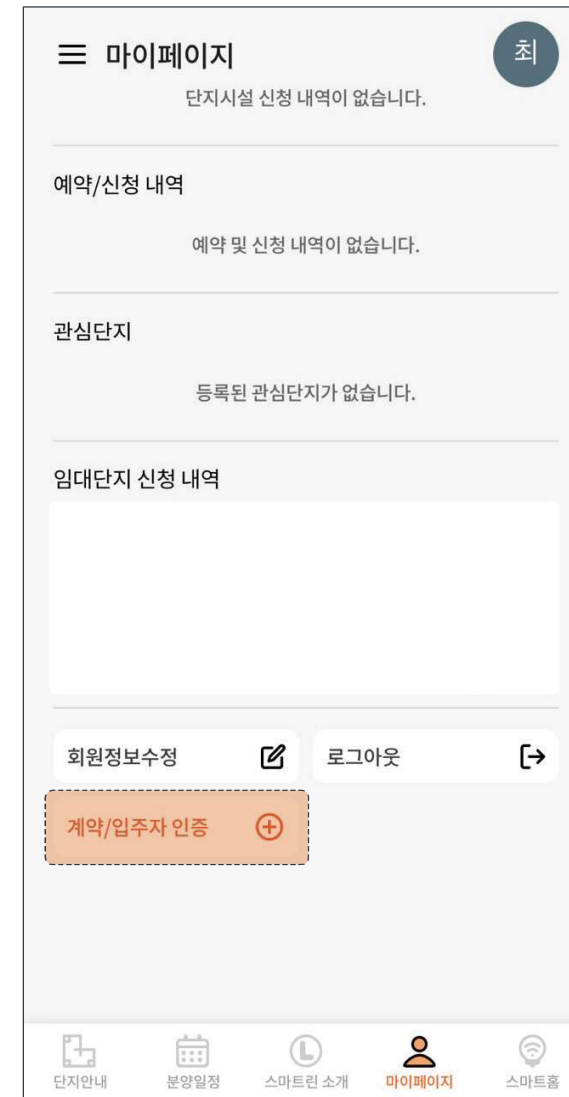 마이페이지
최
단지시설 신청 내역이 없습니다.
예약/신청 내역
예약 및 신청 내역이 없습니다.
관심단지
등록된 관심단지가 없습니다.
임대단지 신청 내역
회원정보수정
로그아웃
계약/입주자 인증
단지안내
분양일정
스마트린 소개
마이페이지
스마트홈